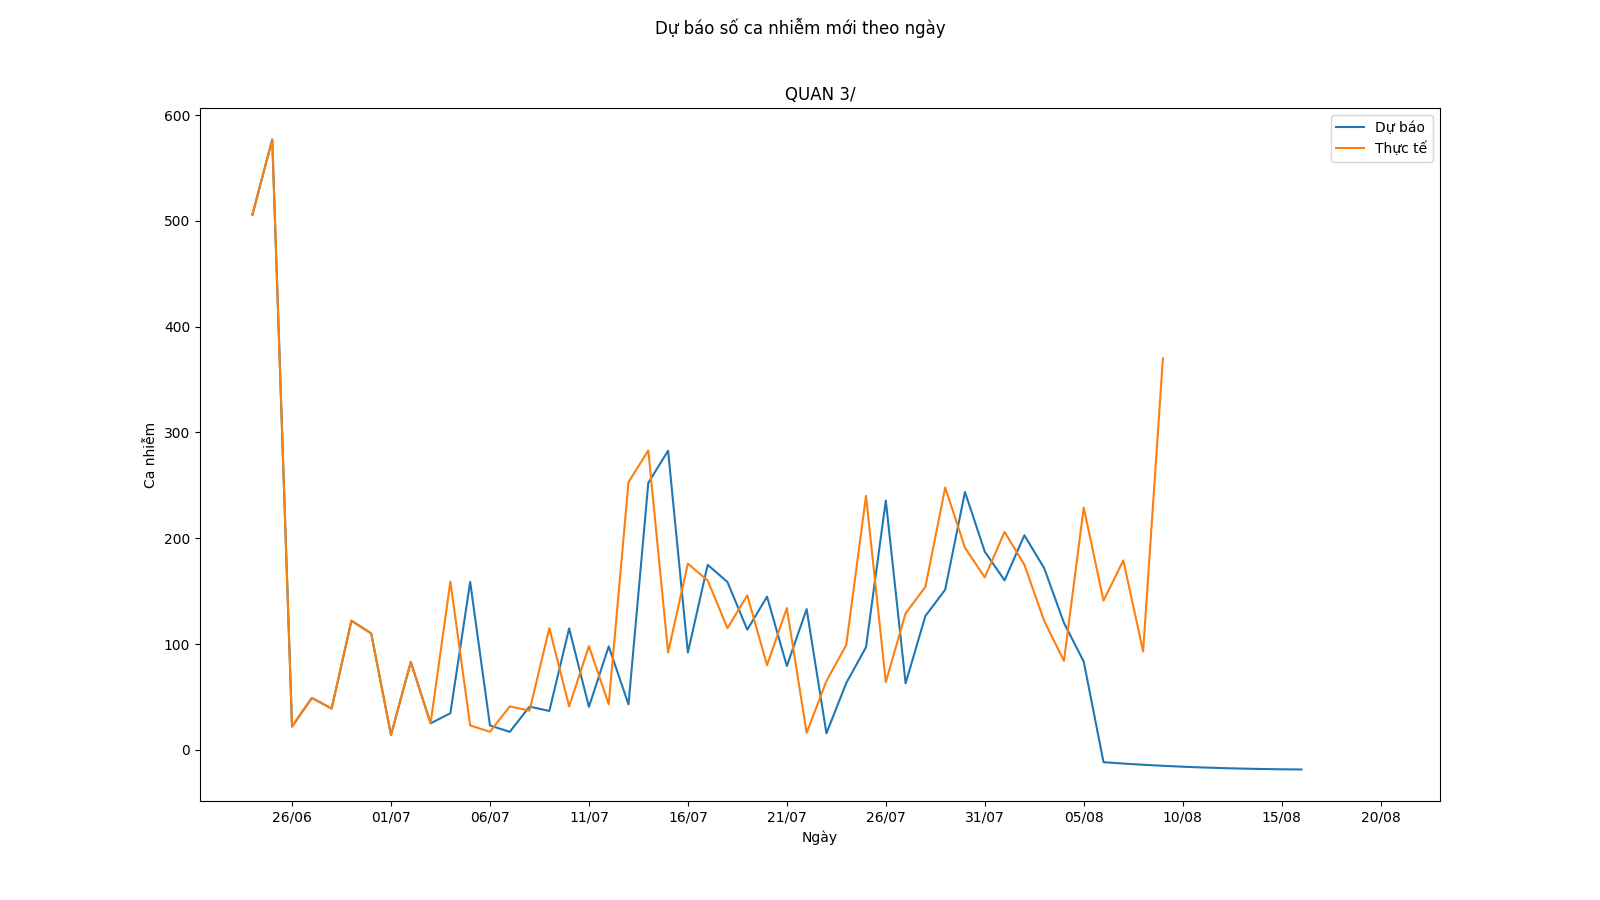 Dự báo số ca nhiễm mới theo ngày
QUAN 3/
Dự báo
Thực tế
600
500
400
300
200
100
0
Ca nhiễm
26/06 01/07 06/07 11/07 16/07 21/07 26/07 31/07 05/08 10/08 15/08 20/08
Ngày